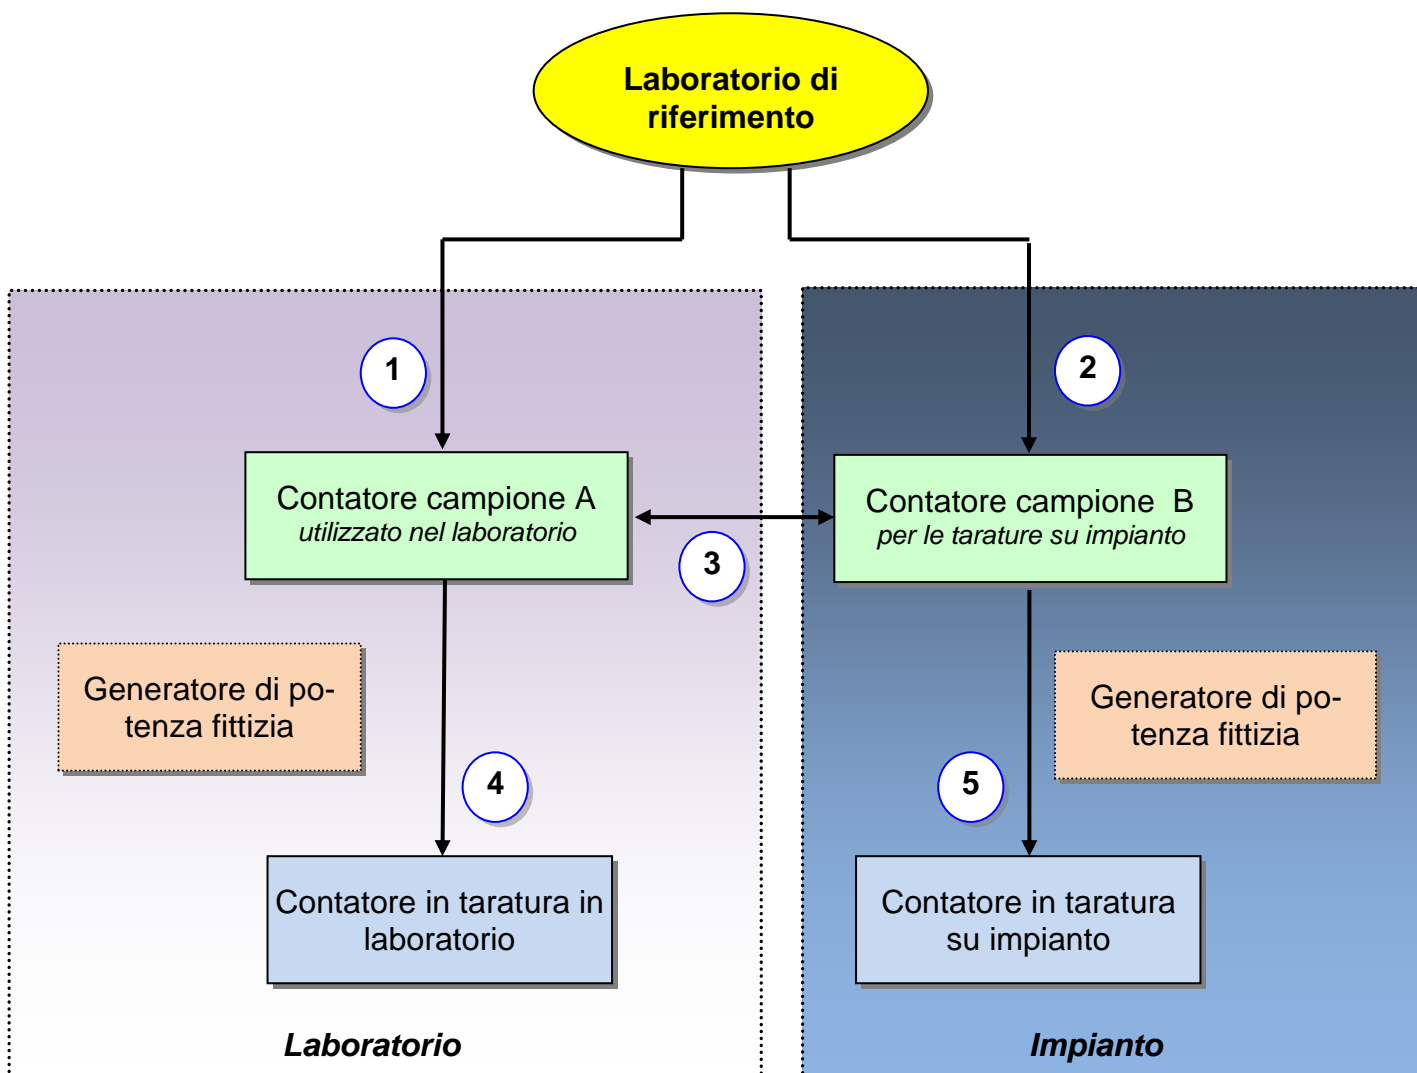 Laboratorio di
riferimento
1
2
Contatore campione A
utilizzato nel laboratorio
Contatore campione B
per le tarature su impianto
3
Generatore di po-
tenza fittizia
Generatore di po-
tenza fittizia
4
5
Contatore in taratura in
laboratorio
Contatore in taratura
su impianto
Laboratorio
Impianto